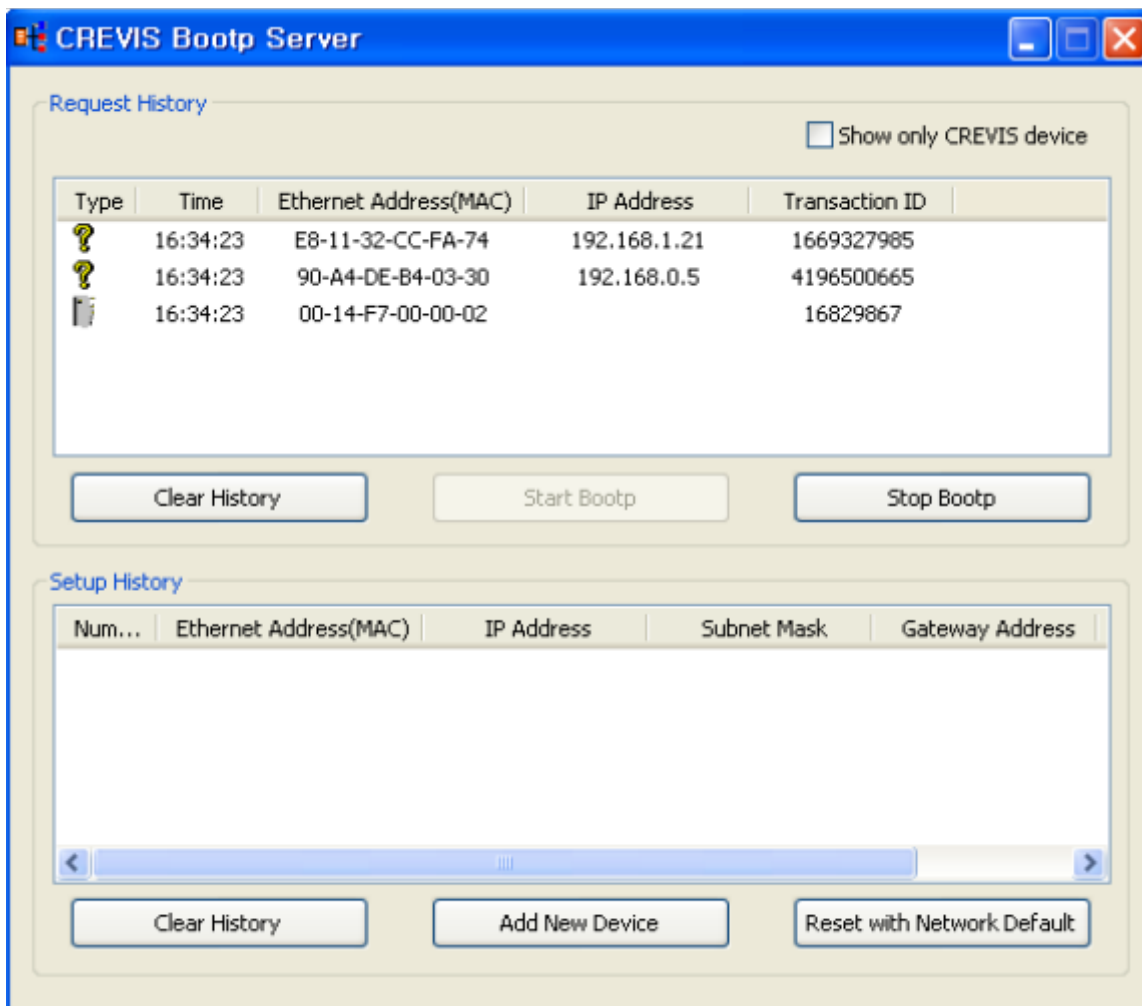 CREVIS Bootp Server
Request History
Show only CREVIS device
Type Time Ethernet Address(MAC) IP Address Transaction ID
16:34:23 E8-11-32-CC-FA-74 192.168.1.21 1669327985
16:34:23 90-A4-DE-B4-03-30 192.168.0.5 4196500665
16:34:23 00-14-F7-00-00-02 16829867
Clear History Start Bootp Stop Bootp
Setup History
Num... Ethernet Address(MAC) IP Address Subnet Mask Gateway Address
Clear History Add New Device Reset with Network Default